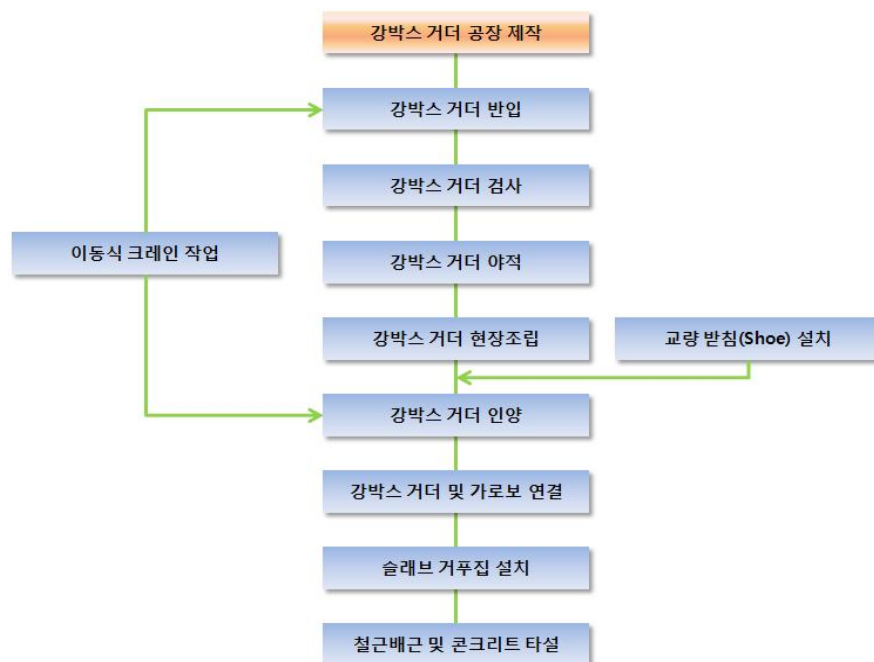 강박스 거더 공장 제작
강박스 거더 반입
강박스 거더 검사
이동식 크레인 작업
강박스 거더 야적
강박스 거더 현장조립
교량 받침(Shoe) 설치
강박스 거더 인양
강박스 거더 및 가로보 연결
슬래브 거푸집 설치
철근배근 및 콘크리트 타설